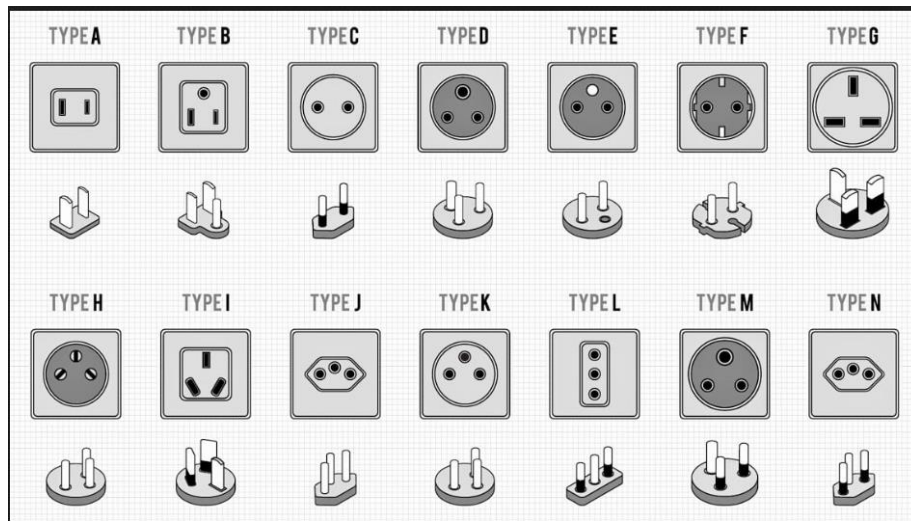 TYPE A
TYPE B
TYPE C
TYPE D
TYPE E
TYPE F
TYPE G
TYPE H
TYPE I
TYPE J
TYPE K
TYPE L
TYPE M
TYPE N